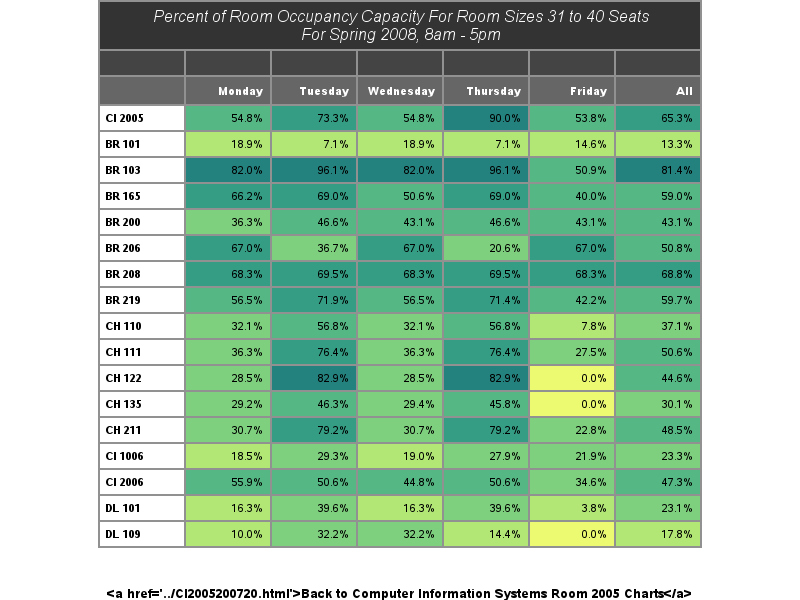 Percent of Room Occupancy Capacity For Room Sizes 31 to 40 Seats
For Spring 2008, 8am - 5pm
Monday Tuesday Wednesday Thursday Friday All
CI 2005 54.8% 73.3% 54.8% 90.0% 53.8% 65.3%
BR 101 18.9% 7.1% 18.9% 7.1% 14.6% 13.3%
BR 103 82.0% 96.1% 82.0% 96.1% 50.9% 81.4%
BR 165 66.2% 69.0% 50.6% 69.0% 40.0% 59.0%
BR 200 36.3% 46.6% 43.1% 46.6% 43.1% 43.1%
BR 206 67.0% 36.7% 67.0% 20.6% 67.0% 50.8%
BR 208 68.3% 69.5% 68.3% 69.5% 68.3% 68.8%
BR 219 56.5% 71.9% 56.5% 71.4% 42.2% 59.7%
CH 110 32.1% 56.8% 32.1% 56.8% 7.8% 37.1%
CH 111 36.3% 76.4% 36.3% 76.4% 27.5% 50.6%
CH 122 28.5% 82.9% 28.5% 82.9% 0.0% 44.6%
CH 135 29.2% 46.3% 29.4% 45.8% 0.0% 30.1%
CH 211 30.7% 79.2% 30.7% 79.2% 22.8% 48.5%
CI 1006 18.5% 29.3% 19.0% 27.9% 21.9% 23.3%
CI 2006 55.9% 50.6% 44.8% 50.6% 34.6% 47.3%
DL 101 16.3% 39.6% 16.3% 39.6% 3.8% 23.1%
DL 109 10.0% 32.2% 32.2% 14.4% 0.0% 17.8%
<a href='../CI2005200720.html'>Back to Computer Information Systems Room 2005 Charts</a>